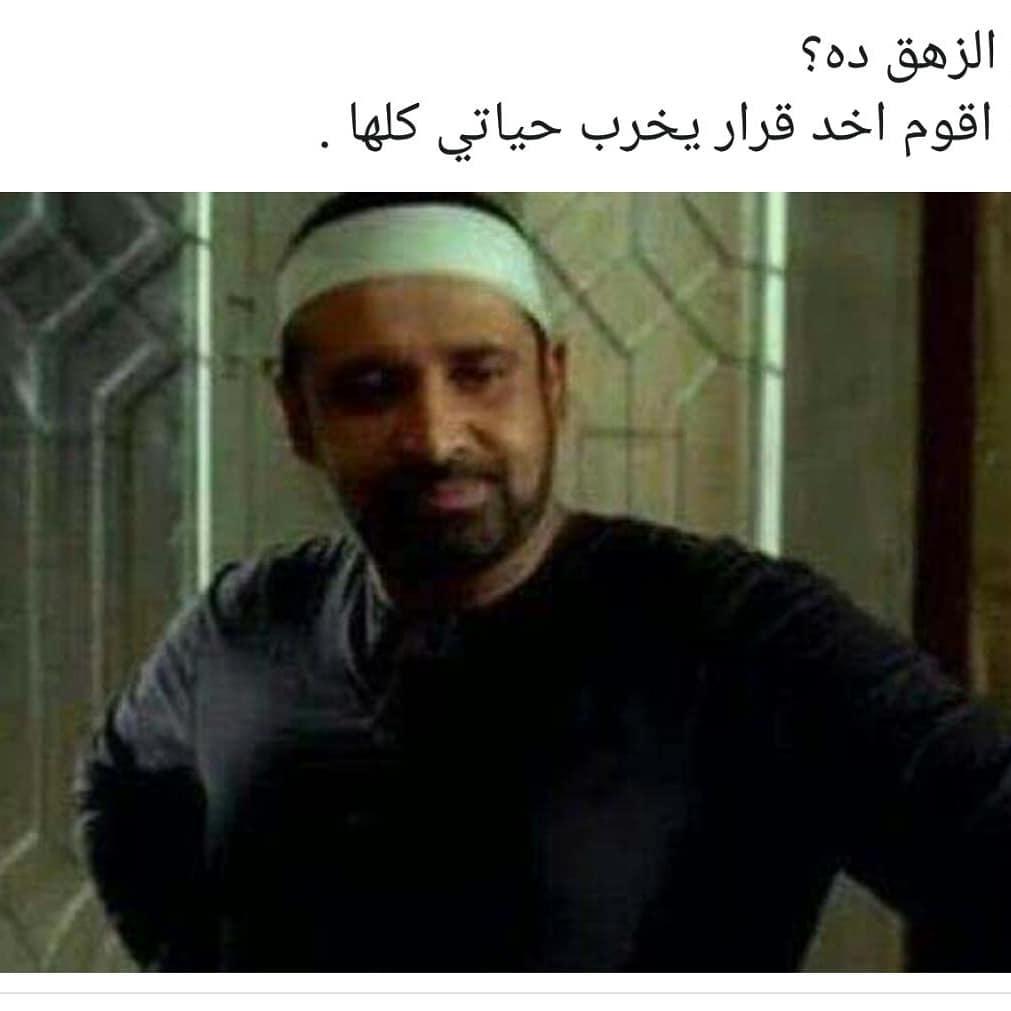 الزهق ده؟
اقوم اخد قرار يخرب حياتي كلها .